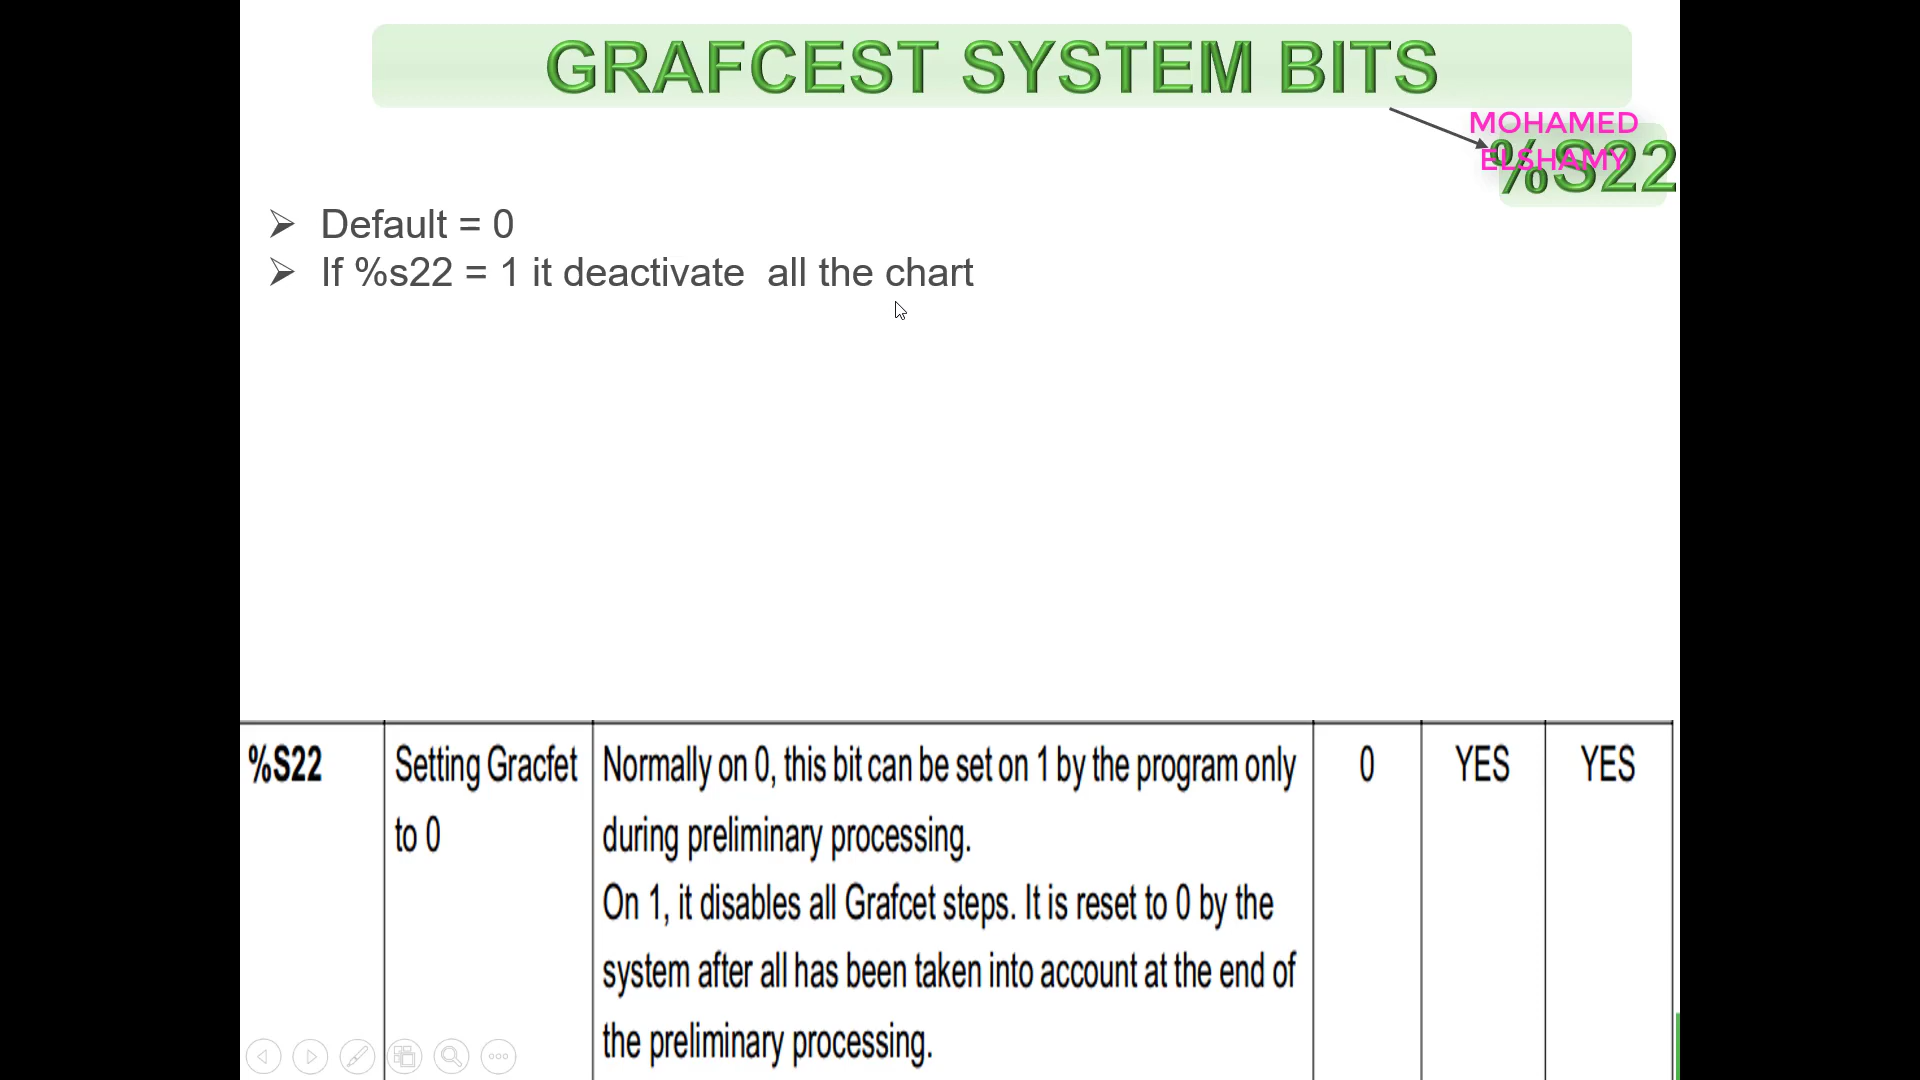 GRAFCEST SYSTEM BITS
MOHAMED
ELSHAMY
%S22
Default = 0
If %s22 = 1 it deactivate  all the chart
%S22
Setting Gracfet
to 0
Normally on 0, this bit can be set on 1 by the program only
during preliminary processing.
On 1, it disables all Grafcet steps. It is reset to 0 by the
system after all has been taken into account at the end of
the preliminary processing.
0
YES
YES